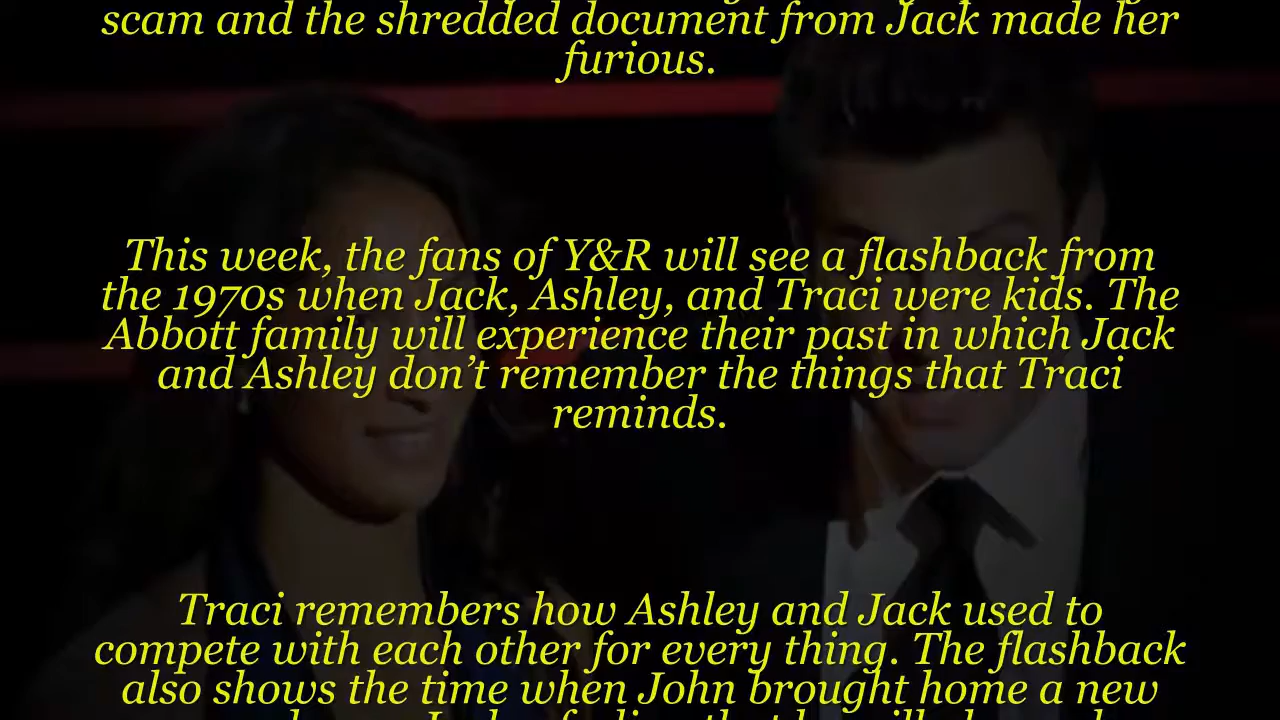 scam and the shredded document from Jack made her
furious.
This week, the fans of Y&R will see a flashback from
the 1970s when Jack, Ashley, and Traci were kids. The
Abbott family will experience their past in which Jack
and Ashley don’t remember the things that Traci
reminds.
Traci remembers how Ashley and Jack used to
compete with each other for every thing. The flashback
also shows the time when John brought home a new